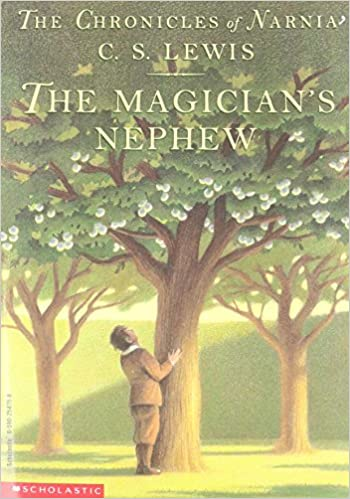 The Chronicles of Narnia
C. S. LEWIS
THE MAGICIAN'S
NEPHEW
SCHOLASTIC